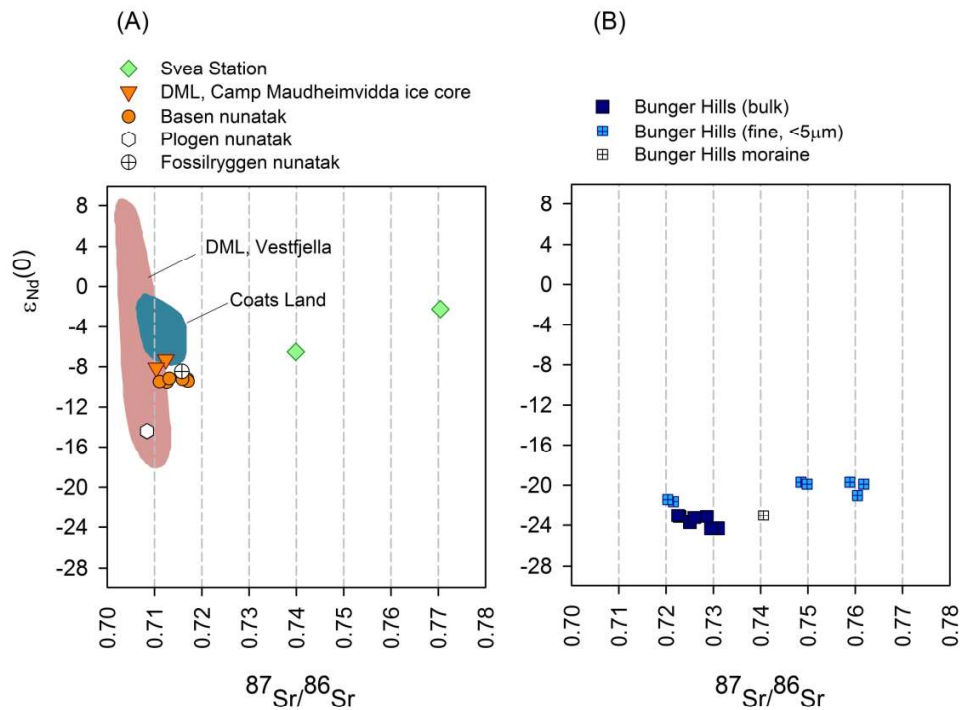 (A)
Svea Station
DML, Camp Maudheimvidda ice core
Basen nunatak
Plogen nunatak
Fossilryggen nunatak
8
4
0
-4
-8
-12
-16
-20
-24
-28
εNd(0)
DML, Vestfjella
Coats Land
0.70
0.71
0.72
0.73
0.74
0.75
0.76
0.77
0.78
87Sr/86Sr
(B)
Bunger Hills (bulk)
Bunger Hills (fine, <5μm)
Bunger Hills moraine
8
4
0
-4
-8
-12
-16
-20
-24
-28
0.70
0.71
0.72
0.73
0.74
0.75
0.76
0.77
0.78
87Sr/86Sr